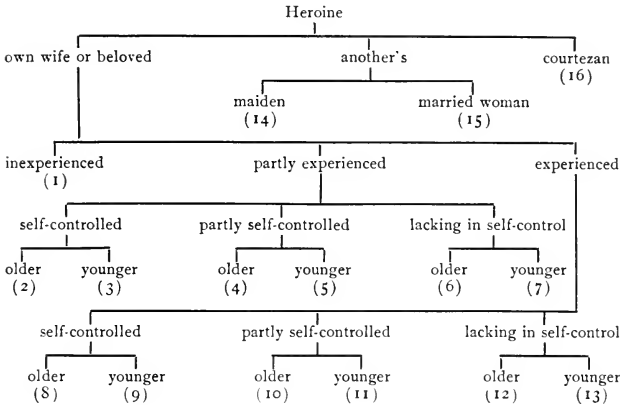 Heroine
own wife or beloved another's courtezan
(16)
maiden married woman
(14) (15)
inexperienced partly experienced experienced
(1)
self-controlled partly self-controlled lacking in self-control
older younger older younger older younger
(2) (3) (4) (5) (6) (7)
self-controlled partly self-controlled lacking in self-control
older younger older younger older younger
(8) (9) (10) (11) (12) (13)